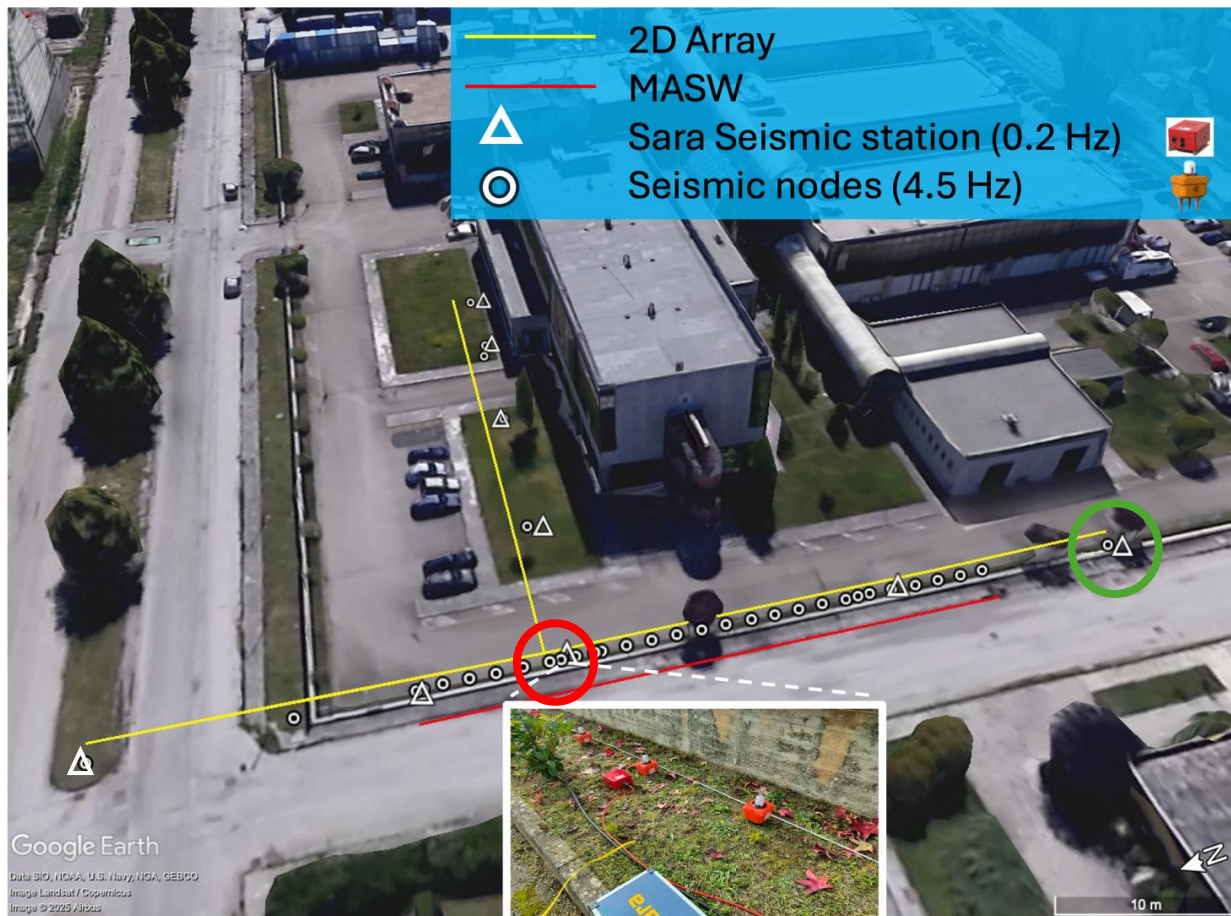 2D Array
MASW
Sara Seismic station (0.2 Hz)
Seismic nodes (4.5 Hz)
Google Earth
Data SIO, NOAA, U.S. Navy, NGA, GEBCO
Image Landsat / Copernicus
Image © 2025 Airbus
N
10 m
sara